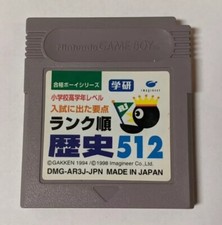 Nintendo GAME BOY
合格ボーイシリーズ
学研
imagineer
小学校高学年レベル
入試に出た要点
ランク順
歴史512
©GAKKEN 1994 /©1998 Imagineer Co., Ltd.
DMG-AR3J-JPN MADE IN JAPAN